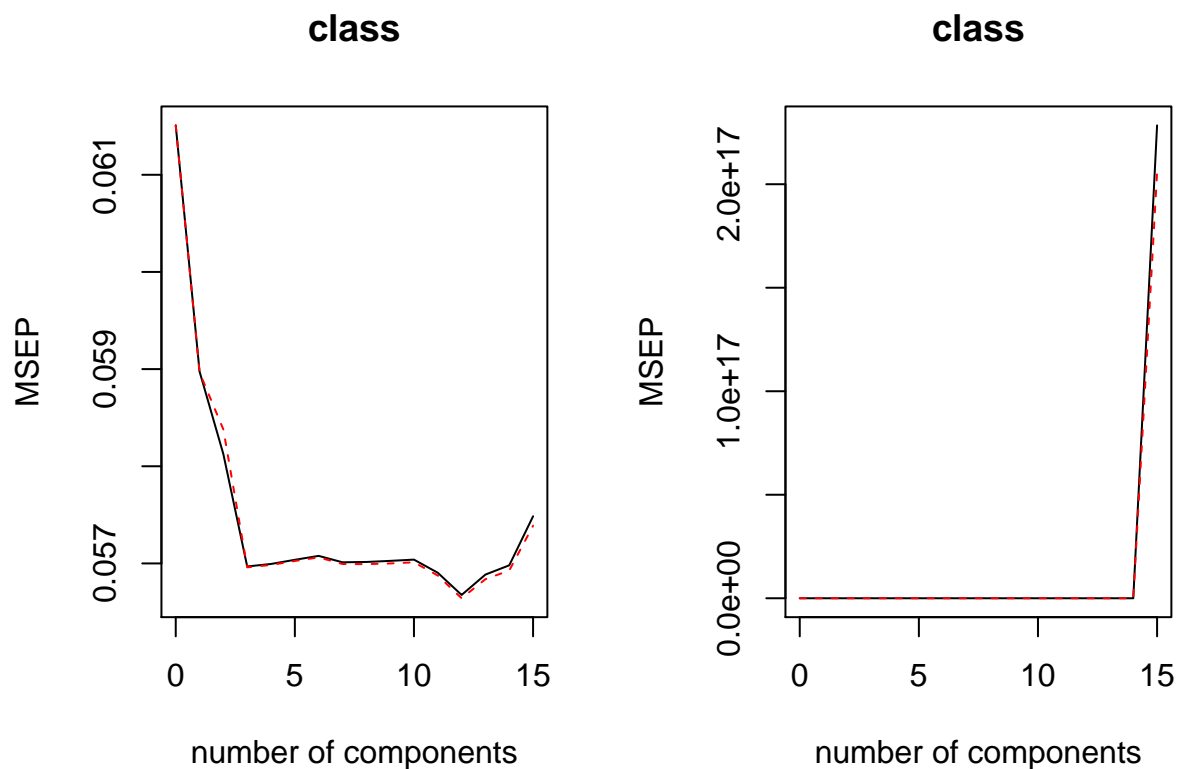 class
MSEP
0.057
0.059
0.061
0 5 10 15
number of components
class
MSEP
0.0e+00
1.0e+17
2.0e+17
0 5 10 15
number of components